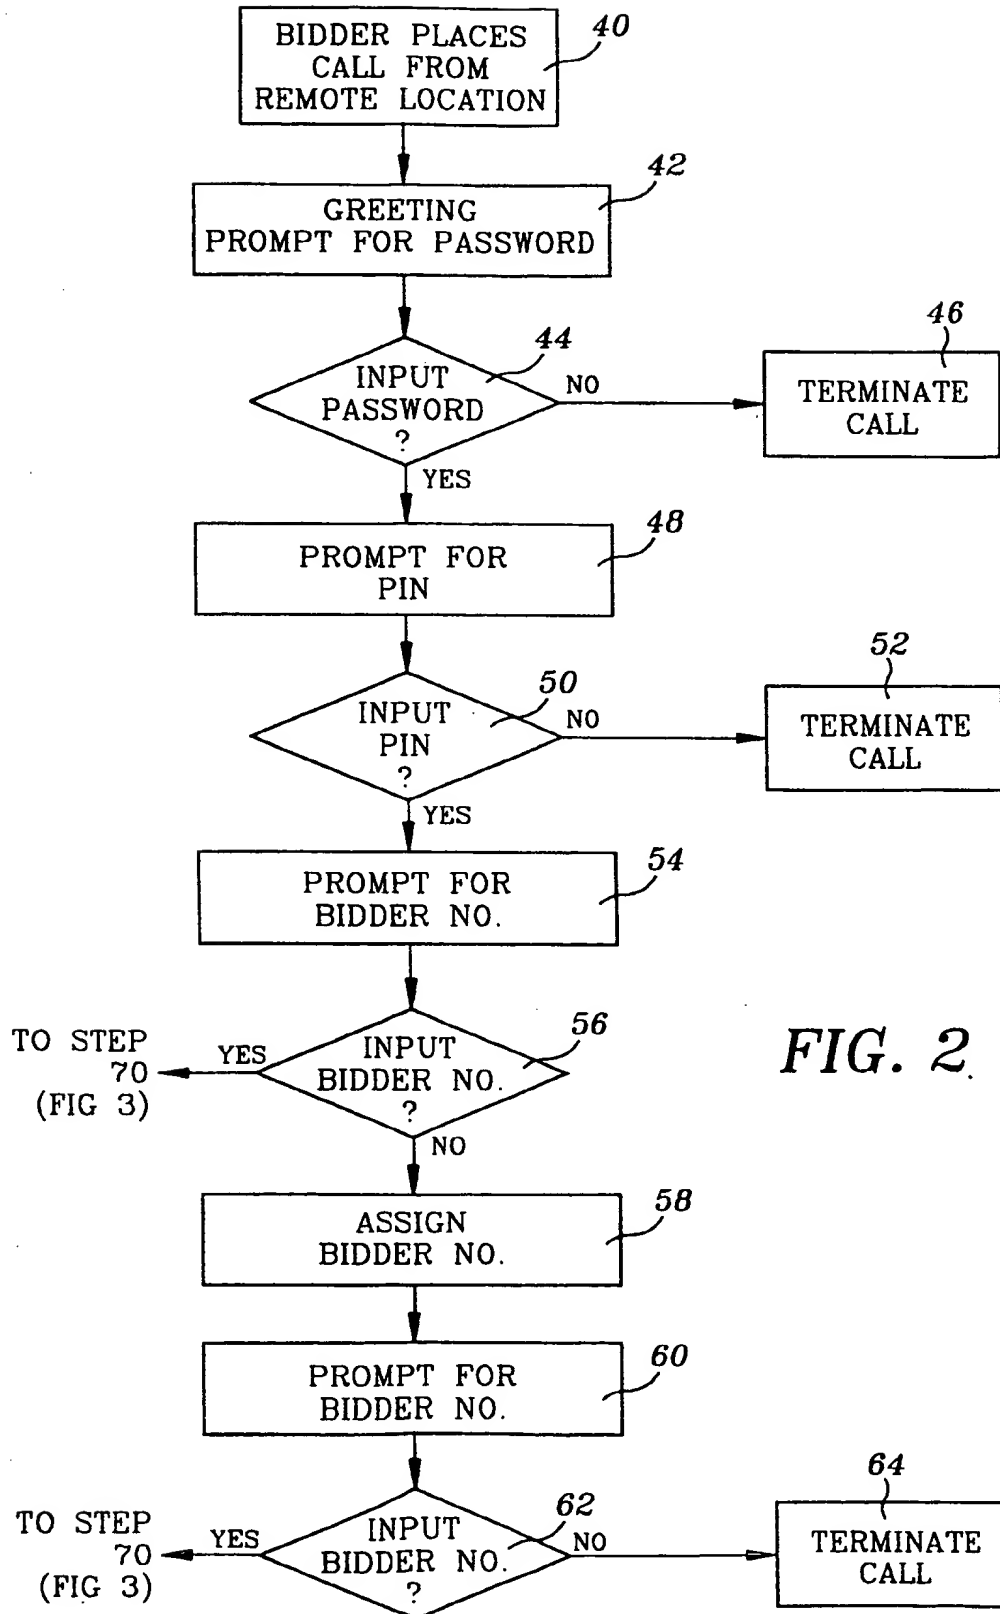 BIDDER PLACES
CALL FROM
REMOTE LOCATION
40
GREETING
PROMPT FOR PASSWORD
42
INPUT
PASSWORD
?
44
NO
46
TERMINATE
CALL
YES
PROMPT FOR
PIN
48
INPUT
PIN
?
50
NO
52
TERMINATE
CALL
YES
PROMPT FOR
BIDDER NO.
54
TO STEP
70
(FIG 3)
YES
INPUT
BIDDER NO.
?
56
FIG. 2
NO
ASSIGN
BIDDER NO.
58
PROMPT FOR
BIDDER NO.
60
TO STEP
70
(FIG 3)
YES
INPUT
BIDDER NO.
?
62
NO
64
TERMINATE
CALL